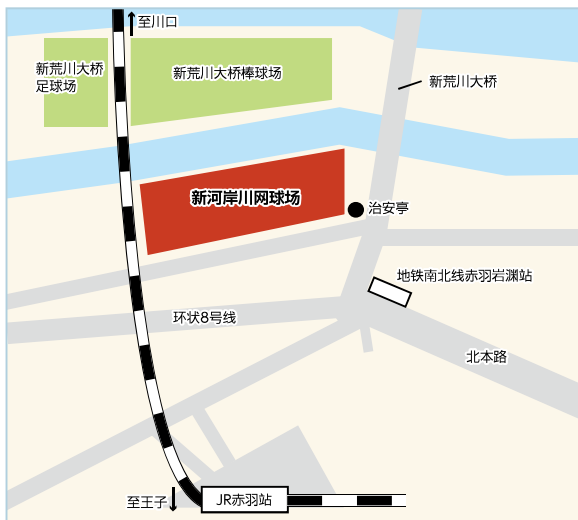 至川口
新荒川大桥
足球场
新荒川大桥棒球场
新荒川大桥
新河岸川网球场
治安亭
地铁南北线赤羽岩渊站
环状8号线
北本路
至王子
JR赤羽站